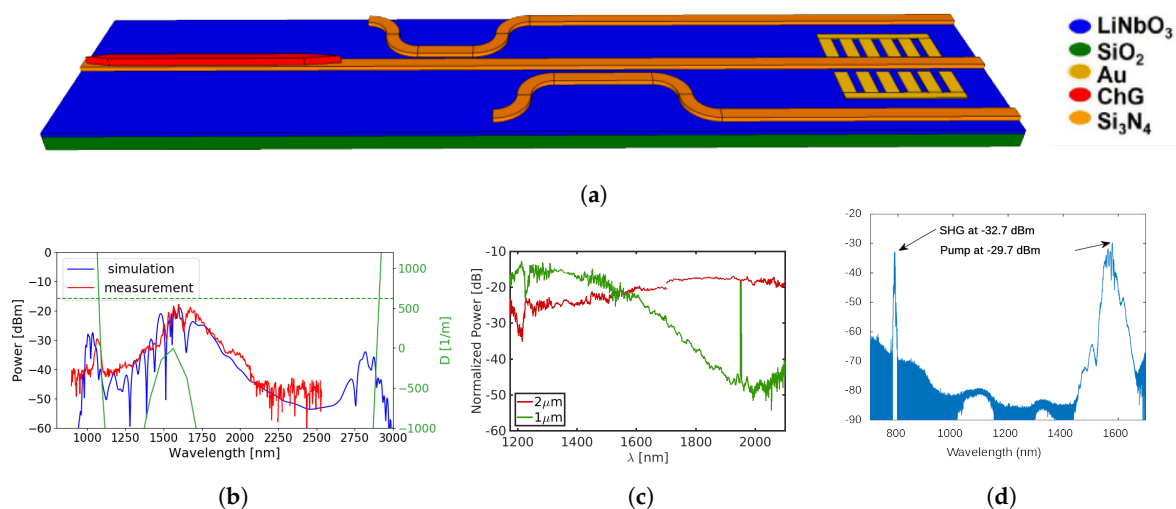 LiNbO3
SiO2
Au
ChG
Si3N4
(a)
0
−10
−20
−30
−40
−50
−60
Power [dBm]
simulation
measurement
1000
500
0
−500
−1000
D [1/m]
1000 1250 1500 1750 2000 2250 2500 2750 3000
Wavelength [nm]
(b)
0
-10
-20
-30
-40
-50
-60
Normalized Power [dB]
2μm
1μm
1200 1400 1600 1800 2000
λ [nm]
(c)
-20
-30
-40
-50
-60
-70
-80
-90
SHG at -32.7 dBm
Pump at -29.7 dBm
800 1000 1200 1400 1600
Wavelength (nm)
(d)